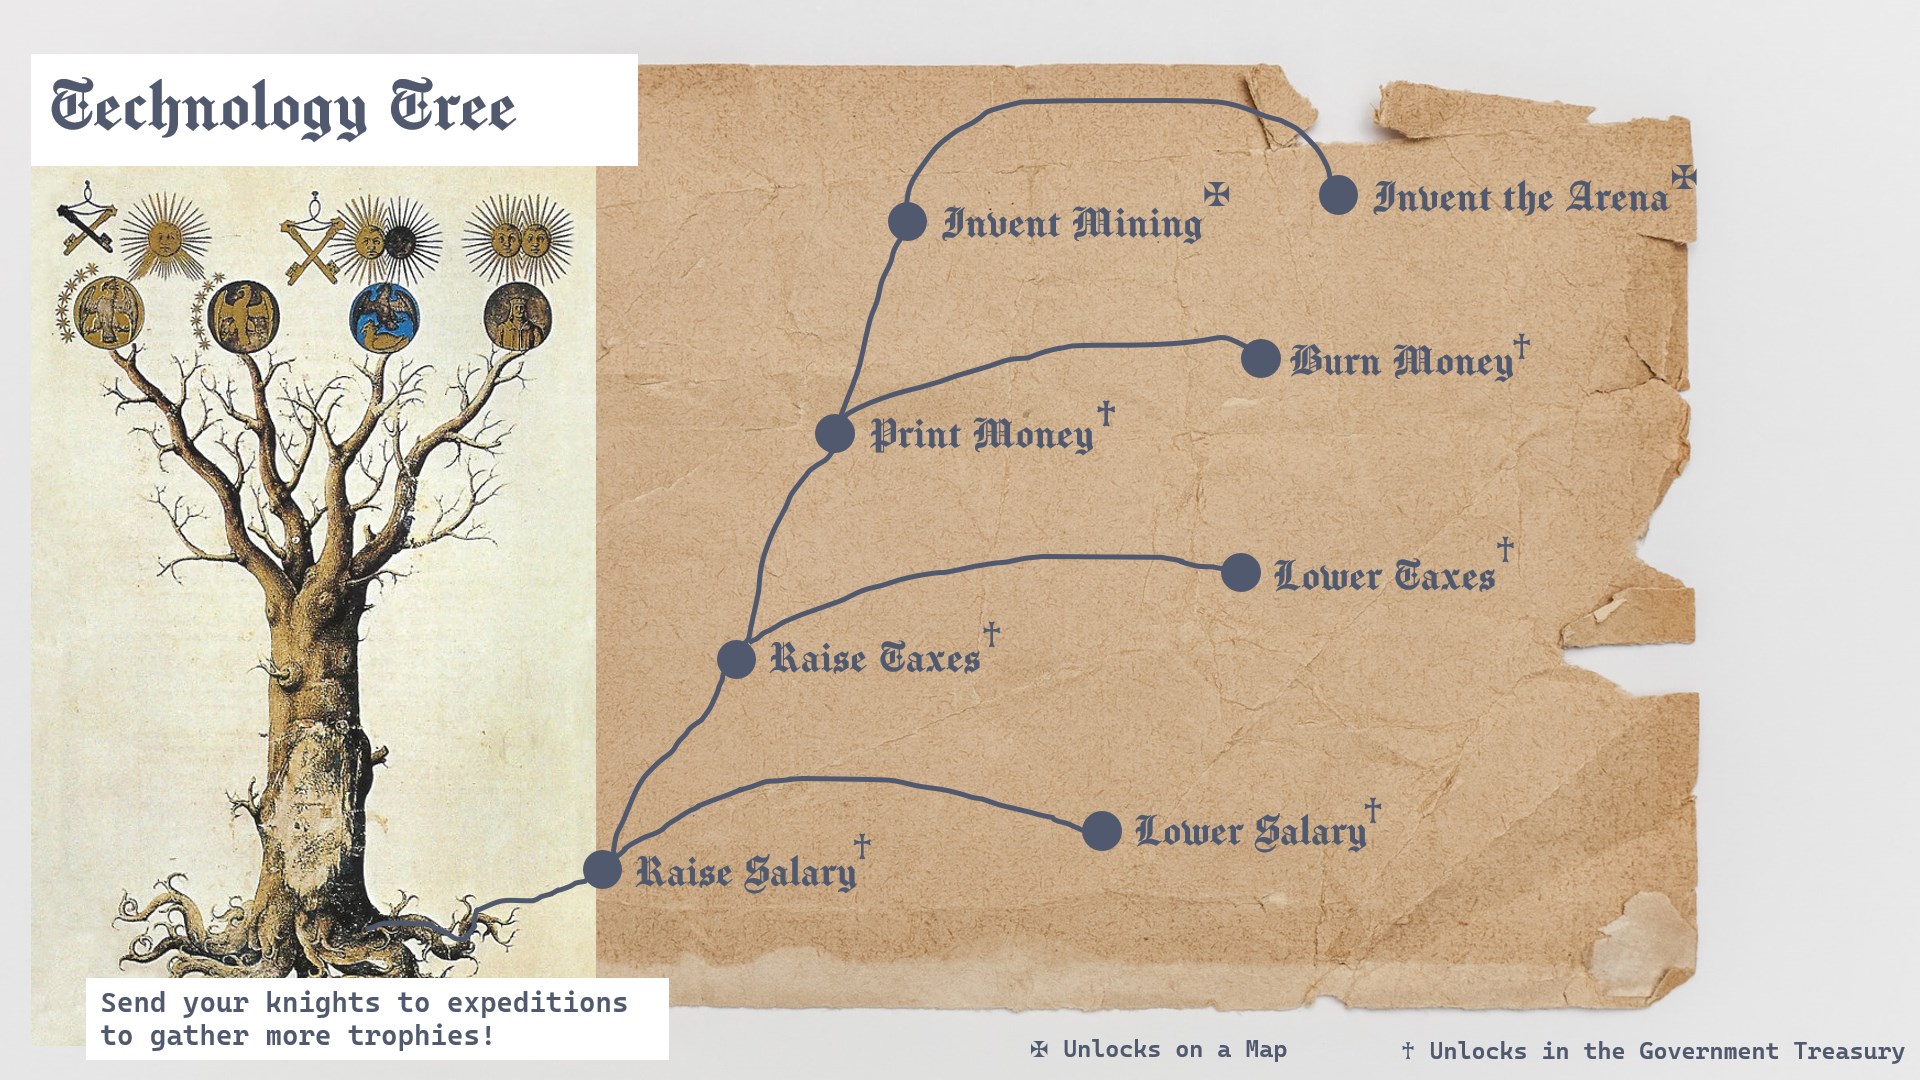 Technology Tree
Invent Mining✠
Invent the Arena✠
Burn Money†
Print Money†
Lower Taxes†
Raise Taxes†
Lower Salary†
Raise Salary†
Send your knights to expeditions
to gather more trophies!
✠ Unlocks on a Map
† Unlocks in the Government Treasury